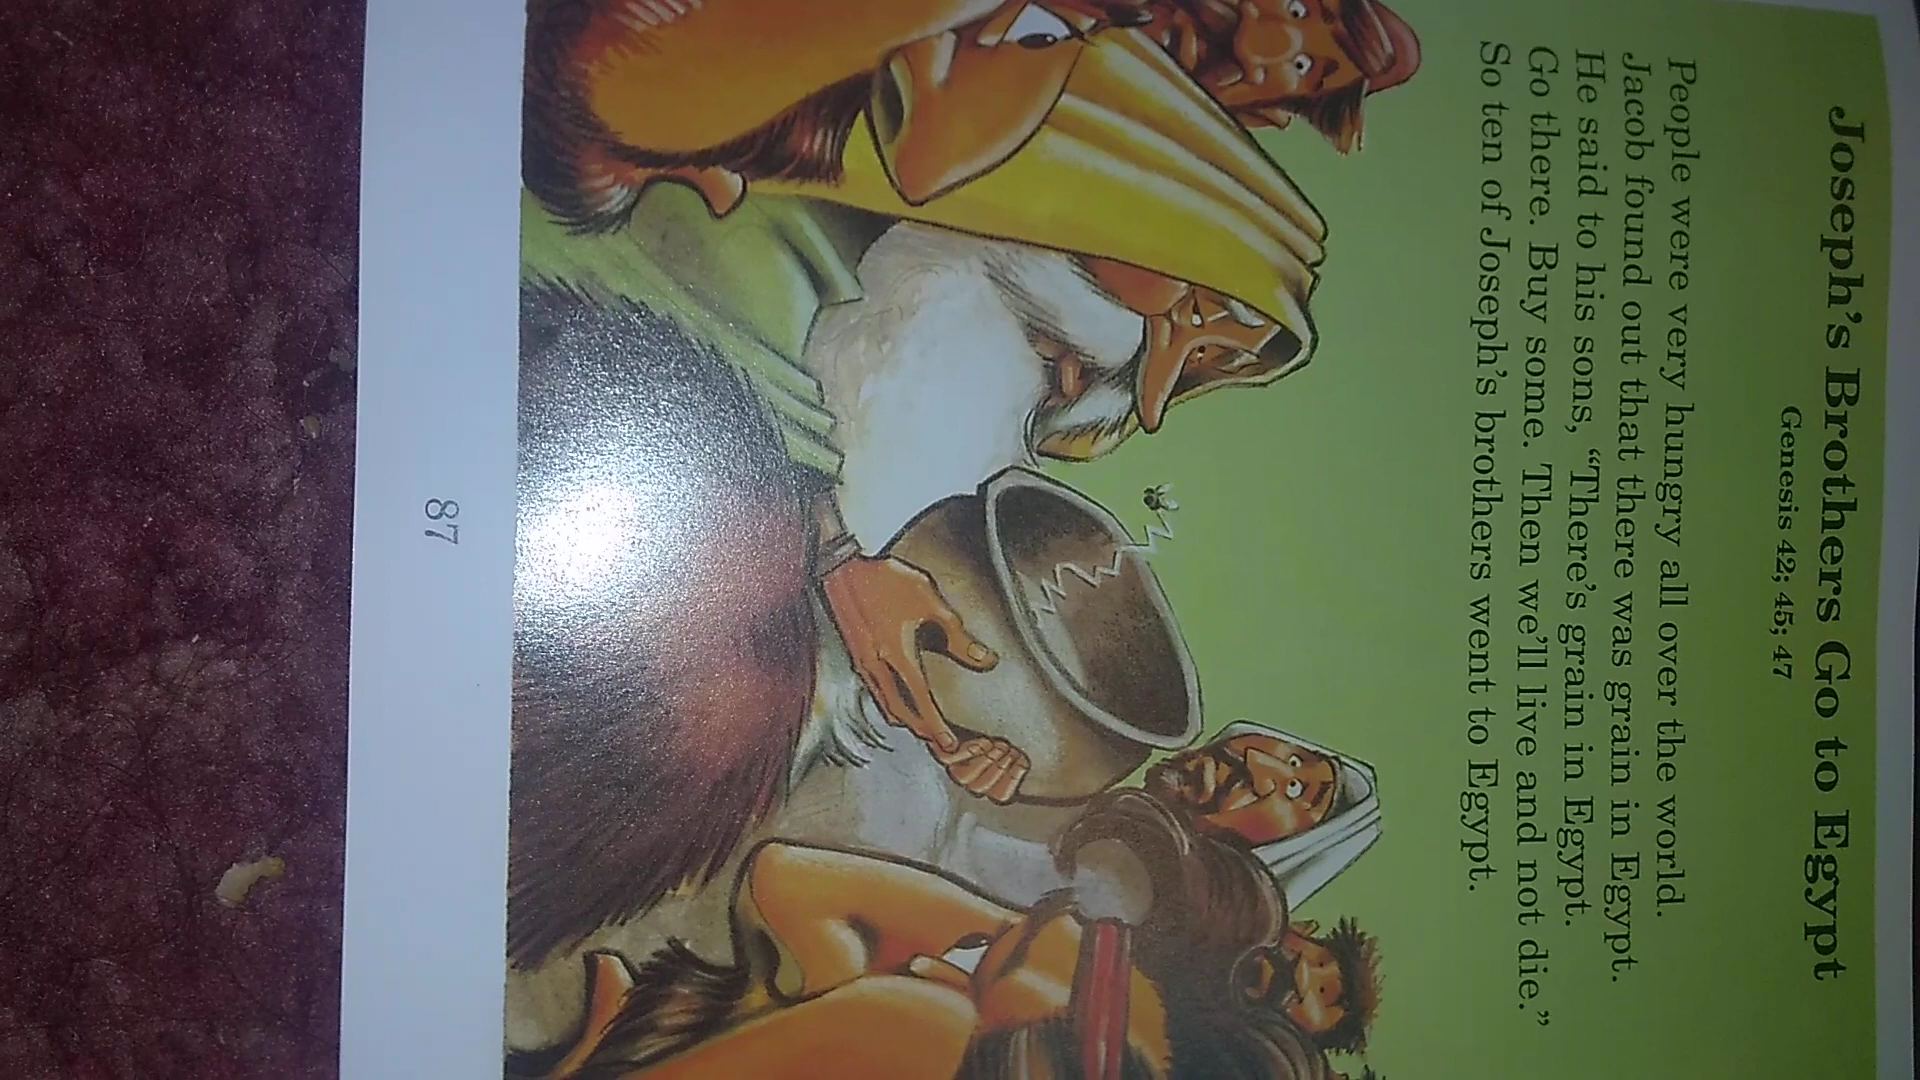 Joseph's Brothers Go to Egypt
Genesis 42; 45; 47
People were very hungry all over the world.
Jacob found out that there was grain in Egypt.
He said to his sons, “There’s grain in Egypt.
Go there. Buy some. Then we’ll live and not die.”
So ten of Joseph’s brothers went to Egypt.
87